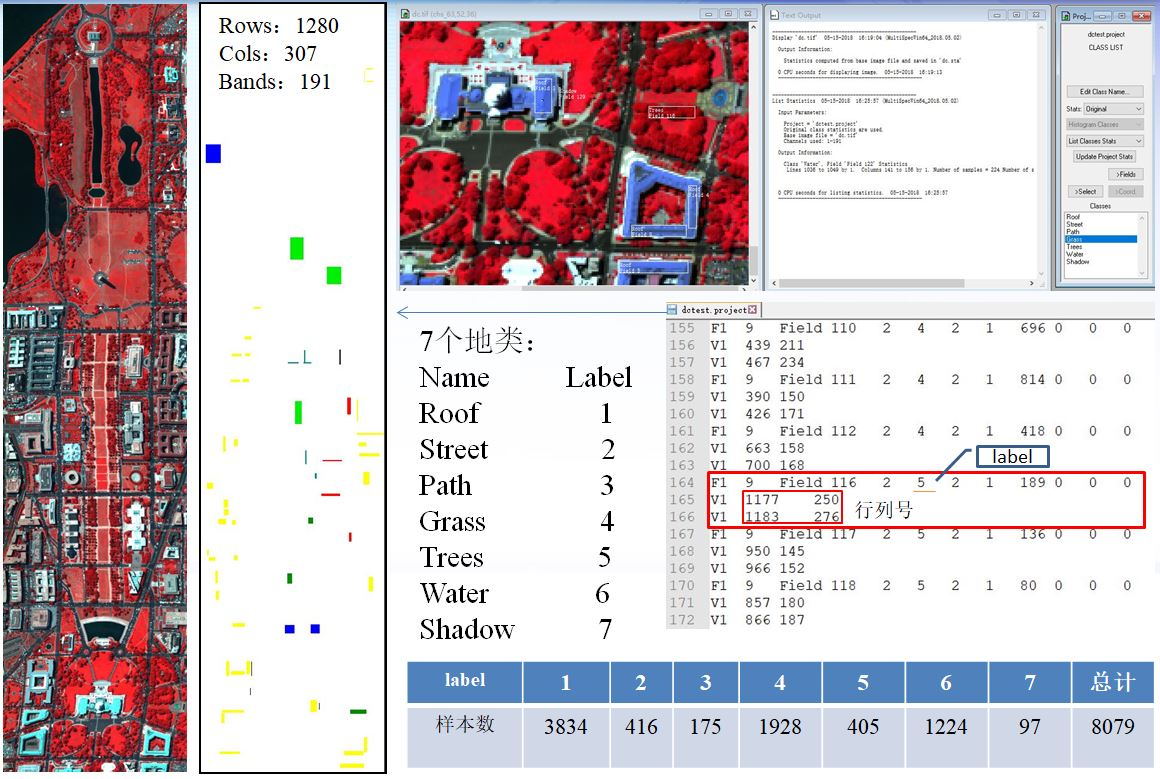 Rows：1280
Cols：307
Bands：191
dc.tif (chs_63,52,36)
Roof
Shadow
Field 129
Trees
Field 116
Roof
Field 4
Roof
Roof
Text Output
Display 'dc.tif' 05-15-2018 16:19:04 (MultiSpecWin64_2018.05.02)
Output Information:
Statistics computed from base image file and saved in 'dc.sta'
0 CPU seconds for displaying image. 05-15-2018 16:19:13
List Statistics 05-15-2018 16:25:57 (MultiSpecWin64_2018.05.02)
Input Parameters:
Project = 'dctest.project'
Original class statistics are used.
Base image file = 'dc.tif'
Channels used: 1-191
Output Information:
Class 'Water', Field 'Field 122' Statistics
Lines 1036 to 1049 by 1. Columns 141 to 156 by 1. Number of samples = 224 Number of s
0 CPU seconds for listing statistics. 05-15-2018 16:25:57
Proj...
dctest.project
CLASS LIST
Edit Class Name...
Stats: Original
Histogram Classes
List Classes Stats
Update Project Stats
>Fields
>Select
>Coord.
Classes
Roof
Street
Path
Grass
Trees
Water
Shadow
7个地类：
Name Label
Roof 1
Street 2
Path 3
Grass 4
Trees 5
Water 6
Shadow 7
dctest.project
155 F1 9 Field 110 2 4 2 1 696 0 0 0
156 V1 439 211
157 V1 467 234
158 F1 9 Field 111 2 4 2 1 814 0 0 0
159 V1 390 150
160 V1 426 171
161 F1 9 Field 112 2 4 2 1 418 0 0 0
162 V1 663 158
163 V1 700 168
label
164 F1 9 Field 116 2 5 2 1 189 0 0 0
165 V1 1177 250
行列号
166 V1 1183 276
167 F1 9 Field 117 2 5 2 1 136 0 0 0
168 V1 950 145
169 V1 966 152
170 F1 9 Field 118 2 5 2 1 80 0 0 0
171 V1 857 180
172 V1 866 187
label 1 2 3 4 5 6 7 总计
样本数 3834 416 175 1928 405 1224 97 8079